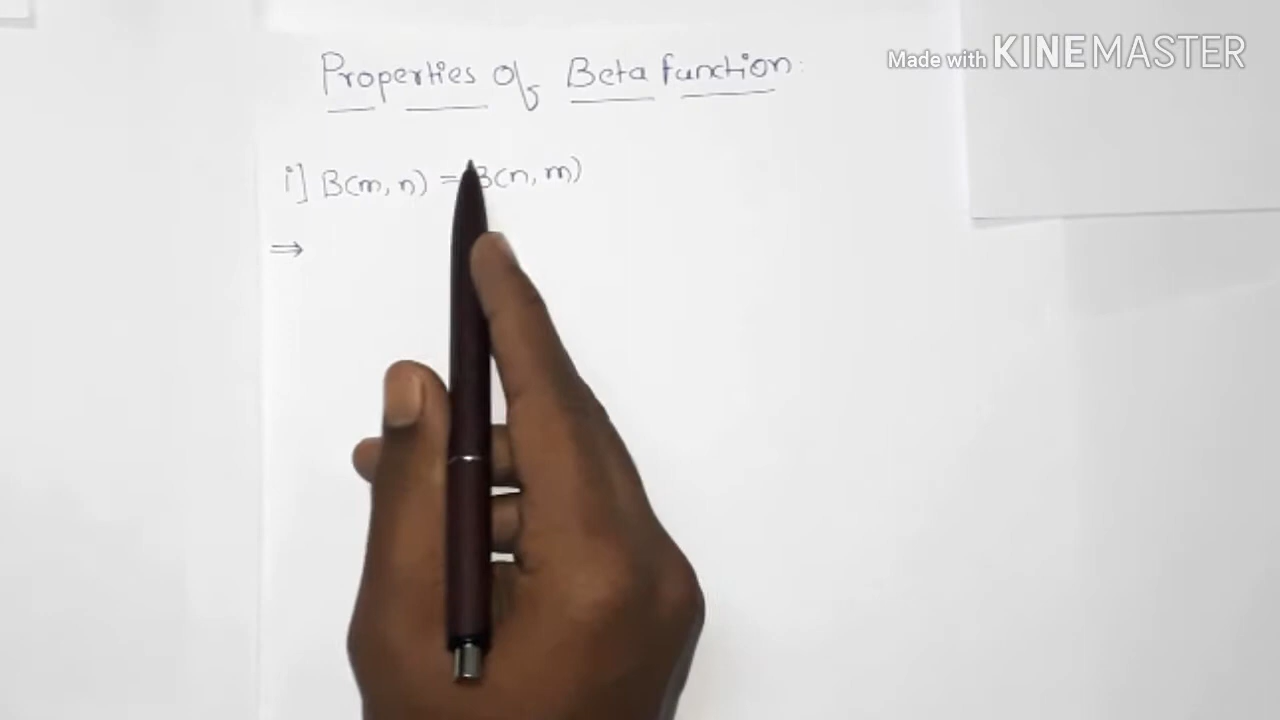 Made with KINEMASTER
Properties of Beta function:
i] B(m, n) = B(n, m)
⇒